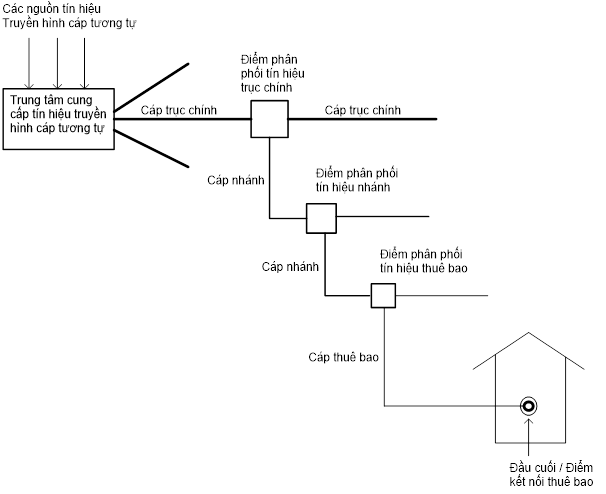 Các nguồn tín hiệu
Truyền hình cáp tương tự
Điểm phân
phối tín hiệu
trục chính
Trung tâm cung
cấp tín hiệu truyền
hình cáp tương tự
Cáp trục chính
Cáp trục chính
Cáp nhánh
Điểm phân phối
tín hiệu nhánh
Cáp nhánh
Điểm phân phối
tín hiệu thuê bao
Cáp thuê bao
Đầu cuối / Điểm
kết nối thuê bao